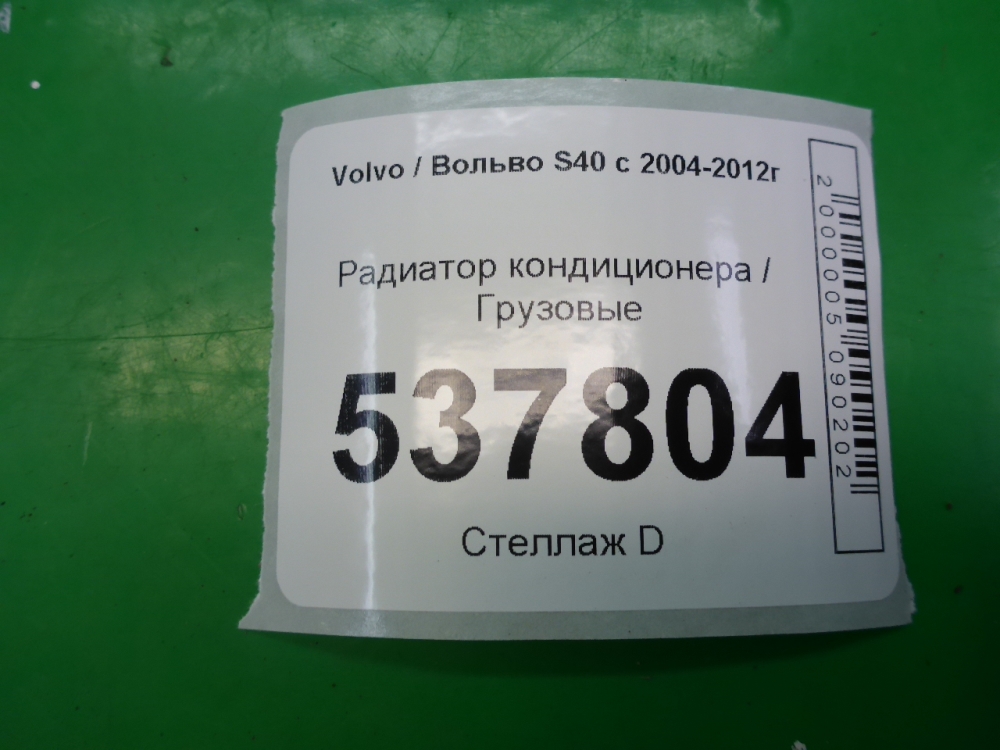 Volvo / Вольво S40 с 2004-2012г
Радиатор кондиционера /
Грузовые
537804
Стеллаж D
2000005090202